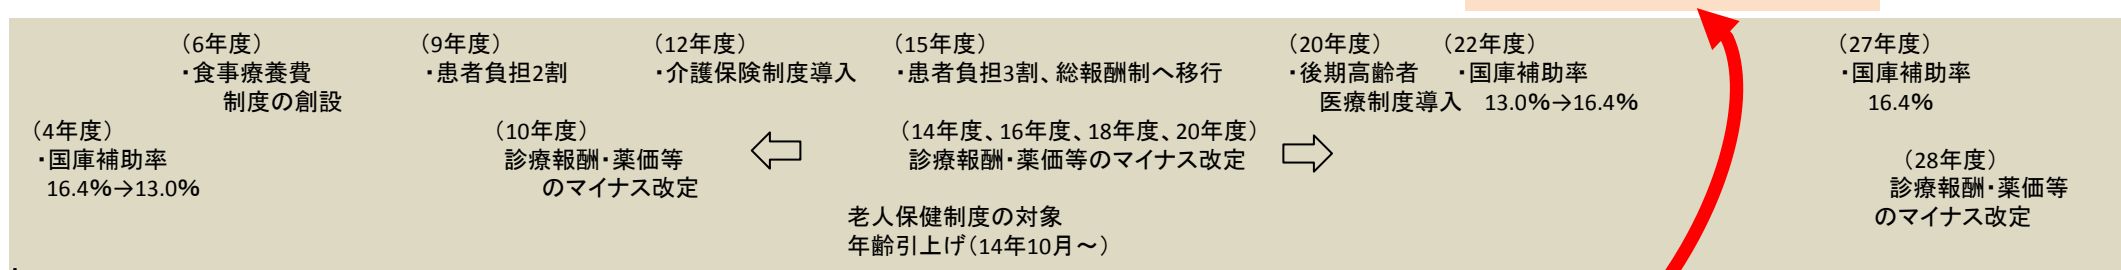 （6年度）
・食事療養費
制度の創設
（9年度）
・患者負担2割
（12年度）
・介護保険制度導入
（15年度）
・患者負担3割、総報酬制へ移行
（20年度）
・後期高齢者
医療制度導入
（22年度）
・国庫補助率
13.0%→16.4%
（27年度）
・国庫補助率
16.4%
（4年度）
・国庫補助率
16.4%→13.0%
（10年度）
診療報酬・薬価等
のマイナス改定
（14年度、16年度、18年度、20年度）
診療報酬・薬価等のマイナス改定
（28年度）
診療報酬・薬価等
のマイナス改定
老人保健制度の対象
年齢引上げ（14年10月～）